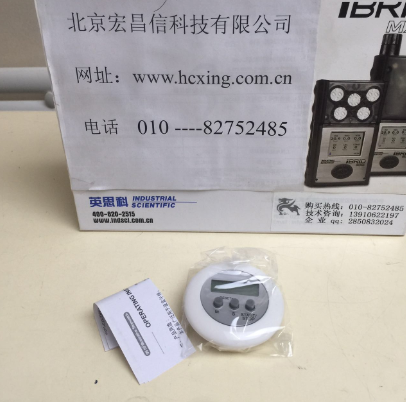 北京宏昌信科技有限公司
IBRI
网址：www.hcxing.com.cn
电话 010 ----82752485
英思科 INDUSTRIAL SCIENTIFIC
400-820-2515
www.indsci.com.cn
购买热线：010-82752485
技术咨询：13910622197
企业 qq：2850832024
OPERATING IN